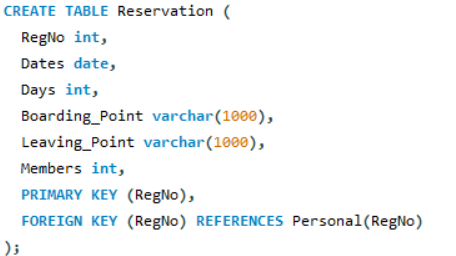 CREATE TABLE Reservation (
RegNo int,
Dates date,
Days int,
Boarding_Point varchar(1000),
Leaving_Point varchar(1000),
Members int,
PRIMARY KEY (RegNo),
FOREIGN KEY (RegNo) REFERENCES Personal(RegNo)
);